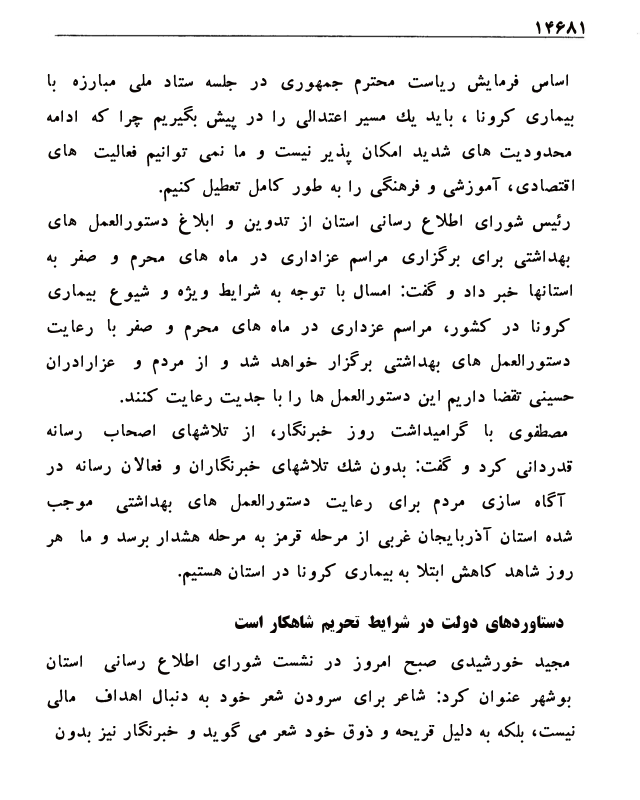 ۱۴۶۸۱
اساس فرمایش ریاست محترم جمهوری در جلسه ستاد ملی مبارزه با
بیماری کرونا ، باید یك مسیر اعتدالی را در پیش بگیریم چرا که ادامه
محدودیت های شدید امکان پذیر نیست و ما نمی توانیم فعالیت های
اقتصادی، آموزشی و فرهنگی را به طور کامل تعطیل کنیم.
رئیس شورای اطلاع رسانی استان از تدوین و ابلاغ دستورالعمل های
بهداشتی برای برگزاری مراسم عزاداری در ماه های محرم و صفر به
استانها خبر داد و گفت: امسال با توجه به شرایط ویژه و شیوع بیماری
کرونا در کشور، مراسم عزداری در ماه های محرم و صفر با رعایت
دستورالعمل های بهداشتی برگزار خواهد شد و از مردم و عزارادران
حسینی تقضا داریم این دستورالعمل ها را با جدیت رعایت کنند.
مصطفوی با گرامیداشت روز خبرنگار، از تلاشهای اصحاب رسانه
قدردانی کرد و گفت: بدون شك تلاشهای خبرنگاران و فعالان رسانه در
آگاه سازی مردم برای رعایت دستورالعمل های بهداشتی موجب
شده استان آذربایجان غربی از مرحله قرمز به مرحله هشدار برسد و ما هر
روز شاهد کاهش ابتلا به بیماری کرونا در استان هستیم.
دستاوردهای دولت در شرایط تحریم شاهکار است
مجید خورشیدی صبح امروز در نشست شورای اطلاع رسانی استان
بوشهر عنوان کرد: شاعر برای سرودن شعر خود به دنبال اهداف مالی
نیست، بلکه به دلیل قریحه و ذوق خود شعر می گوید و خبرنگار نیز بدون